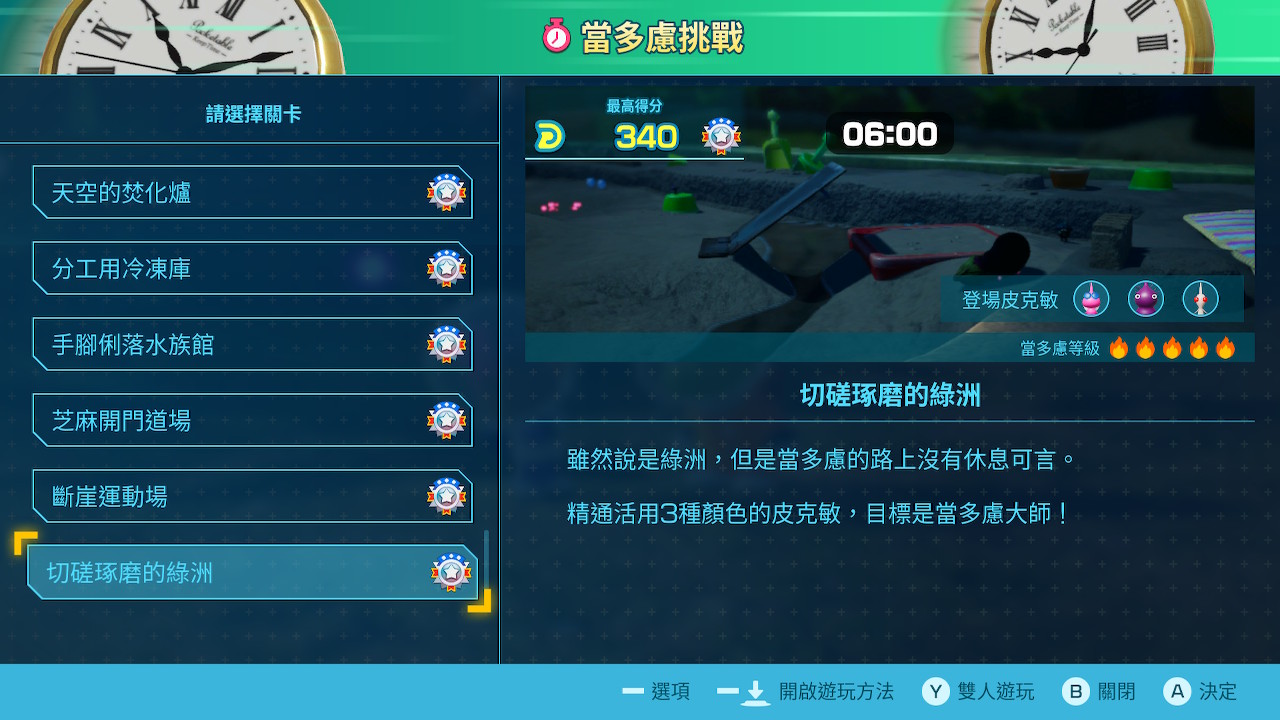 當多慮挑戰
請選擇關卡
天空的焚化爐
分工用冷凍庫
手腳俐落水族館
芝麻開門道場
斷崖運動場
切磋琢磨的綠洲
最高得分
340
06:00
登場皮克敏
當多慮等級
切磋琢磨的綠洲
雖然說是綠洲，但是當多慮的路上沒有休息可言。
精通活用3種顏色的皮克敏，目標是當多慮大師！
選項
開啟遊玩方法
Y 雙人遊玩
B 關閉
A 決定